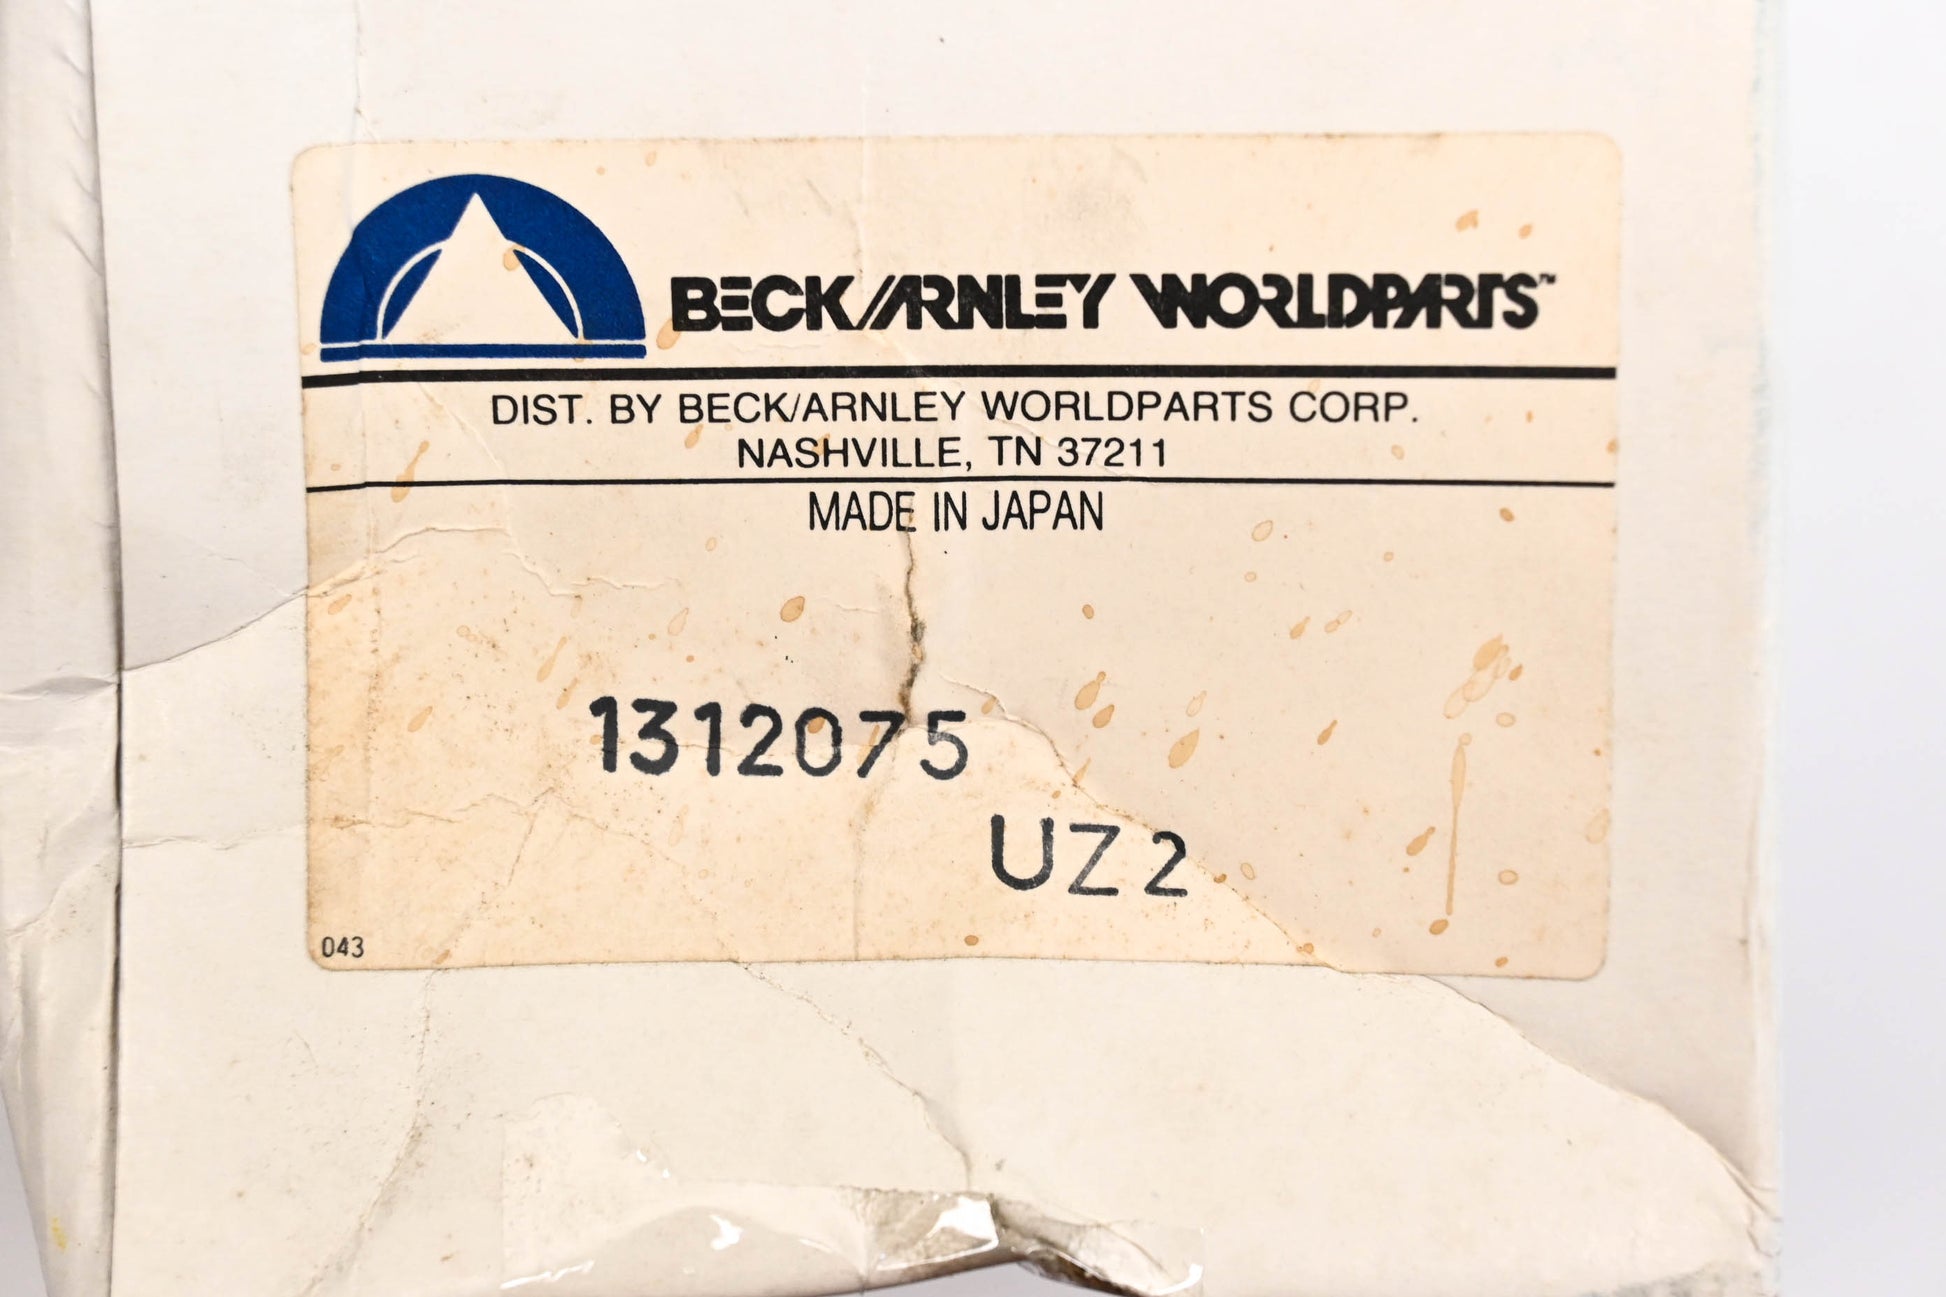 BECK/ARNLEY WORLDPARTS™
DIST. BY BECK/ARNLEY WORLDPARTS CORP.
NASHVILLE, TN 37211
MADE IN JAPAN
1312075
UZ2
043